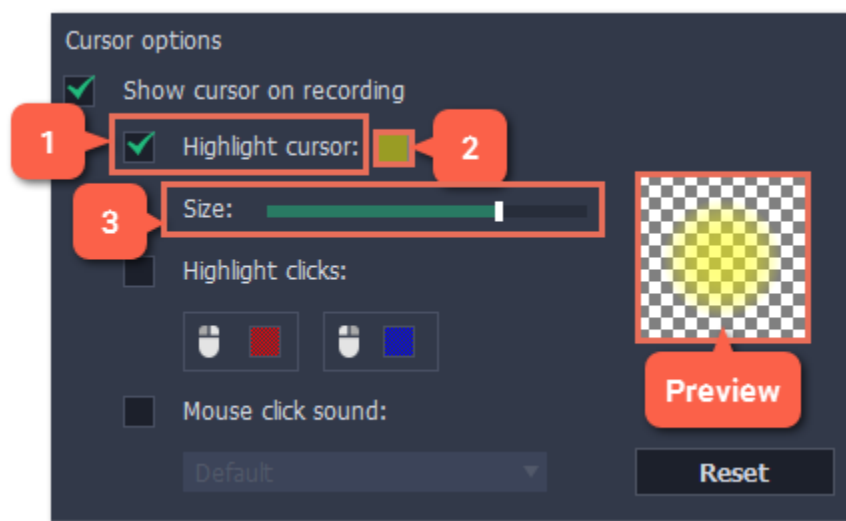 Cursor options
Show cursor on recording
1
Highlight cursor:
2
3
Size:
Highlight clicks:
Preview
Mouse click sound:
Default
Reset